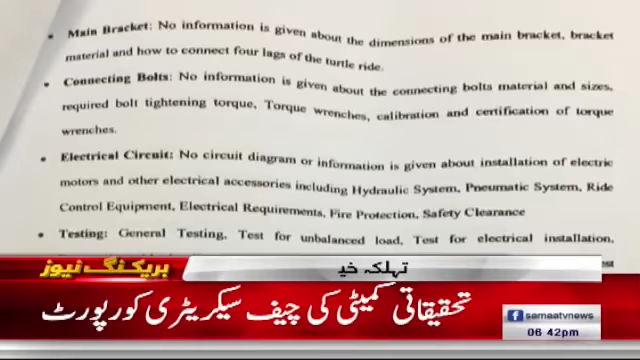 Main Bracket: No information is given about the dimensions of the main bracket, bracket
material and how to connect four lags of the turtle ride.
Connecting Bolts: No information is given about the connecting bolts material and sizes,
required bolt tightening torque, Torque wrenches, calibration and certification of torque
wrenches.
Electrical Circuit: No circuit diagram or information is given about installation of electric
motors and other electrical accessories including Hydraulic System, Pneumatic System, Ride
Control Equipment, Electrical Requirements, Fire Protection, Safety Clearance
Testing: General Testing, Test for unbalanced load, Test for electrical installation,
بریکنگ نیوز
تہلکہ خیز
تحقیقاتی کمیٹی کی چیف سیکریٹری کو رپورٹ
samaatvnews
06:42pm